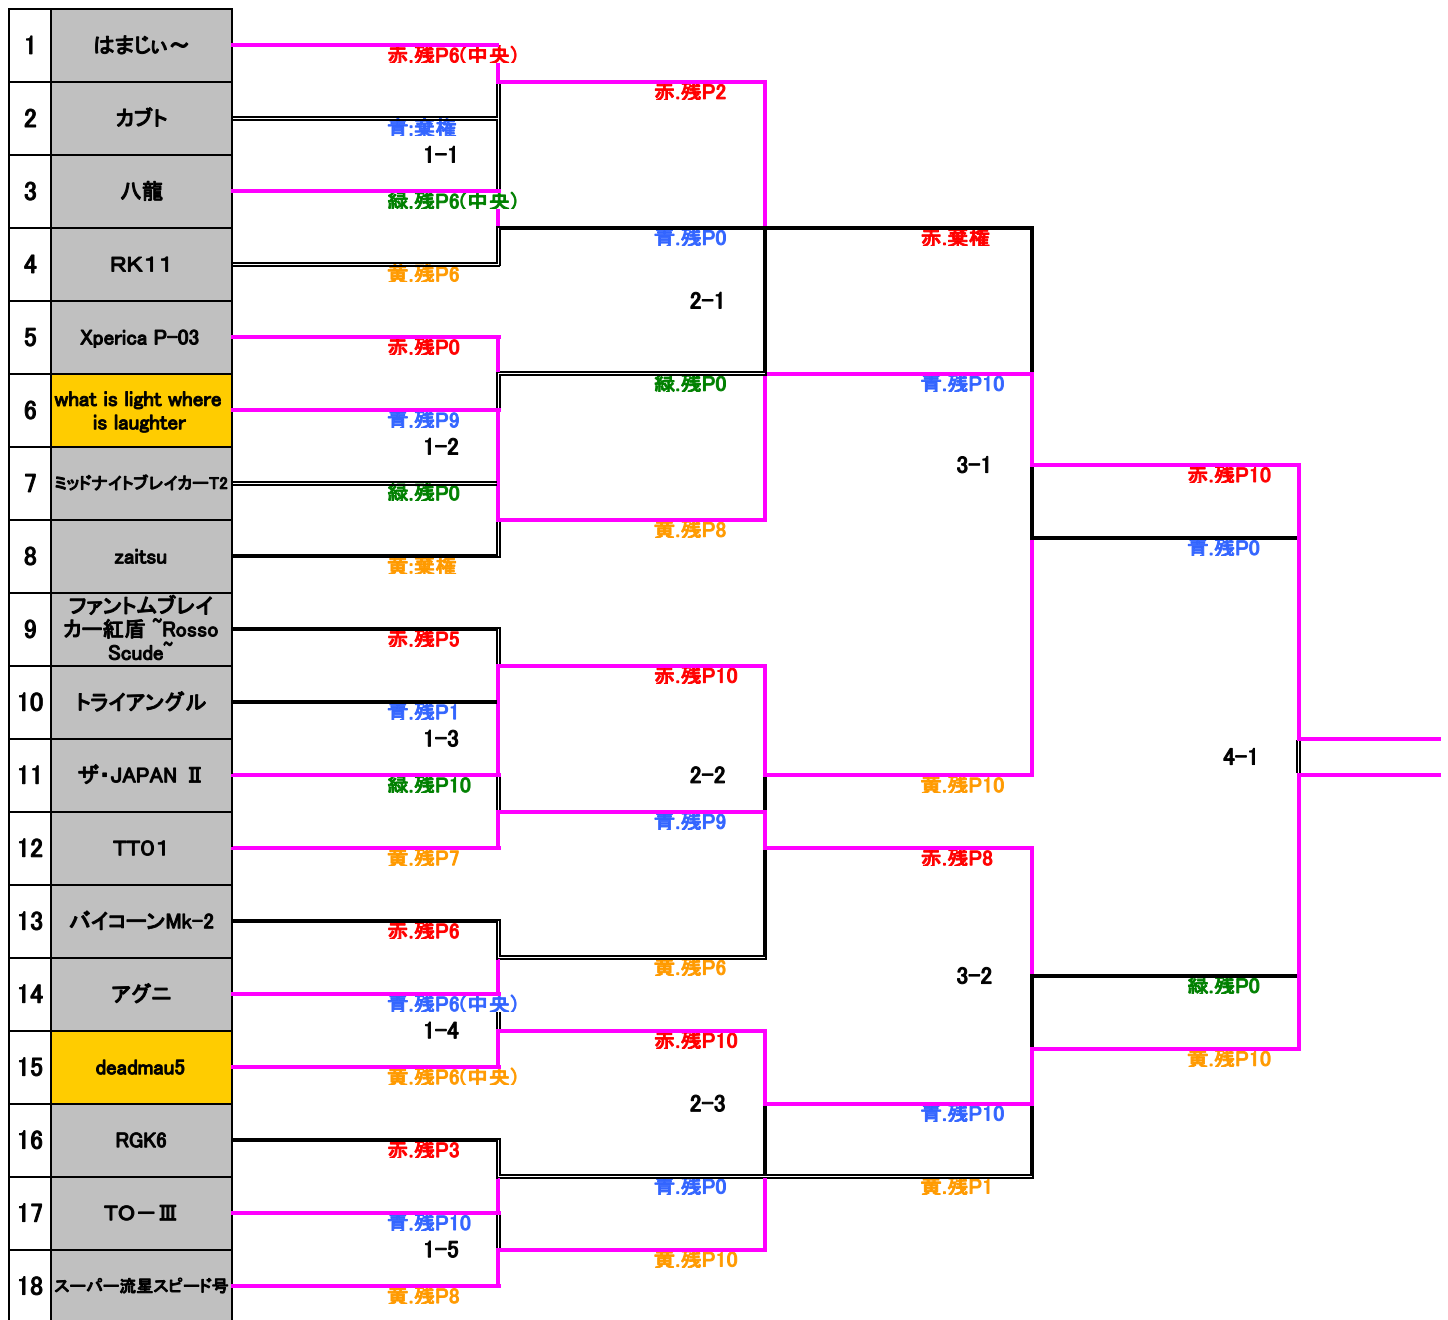 1
はまじぃ～
赤.残P6(中央)
赤.残P2
2
カブト
青:棄権
1-1
3
八龍
緑.残P6(中央)
4
RK11
黄.残P6
青.残P0
赤.棄権
2-1
5
Xperica P-03
赤.残P0
緑.残P0
青.残P10
6
what is light where
is laughter
青.残P9
1-2
3-1
7
ミッドナイトブレイカーT2
緑.残P0
赤.残P10
8
zaitsu
黄:棄権
黄.残P8
青.残P0
9
ファントムブレイ
カー紅盾 ~Rosso
Scude~
赤.残P5
赤.残P10
10
トライアングル
青.残P1
1-3
4-1
11
ザ・JAPAN Ⅱ
緑.残P10
2-2
黄.残P10
青.残P9
12
TT01
黄.残P7
赤.残P8
13
バイコーンMk-2
赤.残P6
黄.残P6
3-2
14
アグニ
青.残P6(中央)
1-4
緑.残P0
15
deadmau5
黄.残P6(中央)
赤.残P10
黄.残P10
2-3
16
RGK6
赤.残P3
青.残P10
青.残P0
黄.残P1
17
TO－Ⅲ
青.残P10
1-5
黄.残P10
18
スーパー流星スピード号
黄.残P8